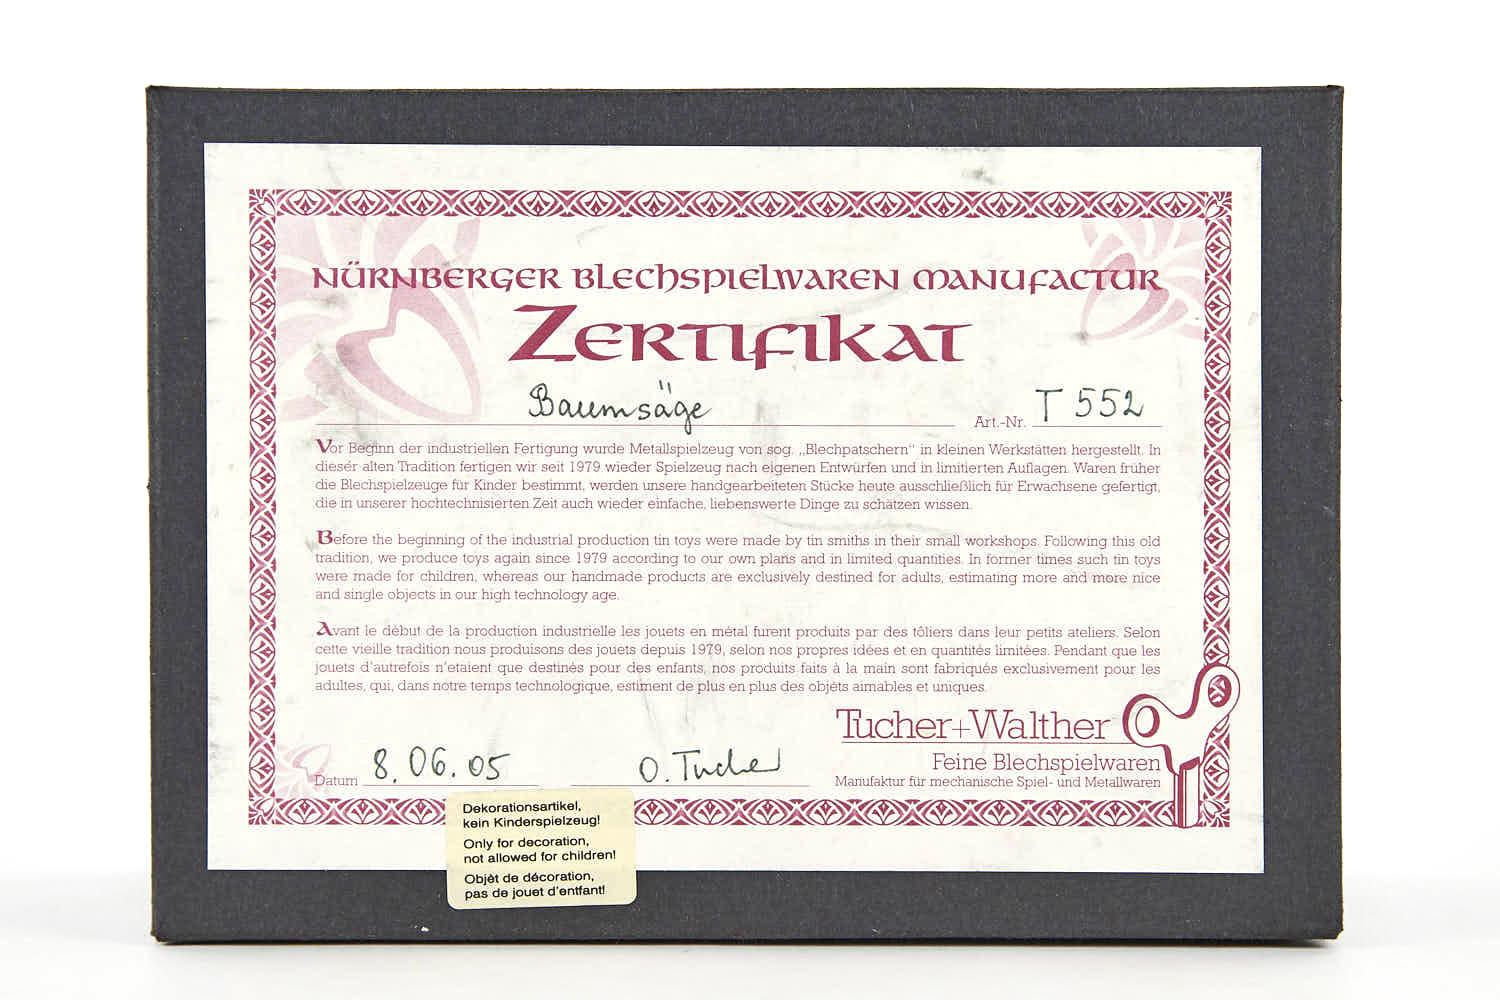 NÜRNBERGER BLECHSPIELWAREN MANUFACTUR
ZERTIFIKAT
Baumsäge
Art.-Nr. T 552
Vor Beginn der industriellen Fertigung wurde Metallspielzeug von sog. „Blechpatschern“ in kleinen Werkstätten hergestellt. In
dieser alten Tradition fertigen wir seit 1979 wieder Spielzeug nach eigenen Entwürfen und in limitierten Auflagen. Waren früher
die Blechspielzeuge für Kinder bestimmt, werden unsere handgearbeiteten Stücke heute ausschließlich für Erwachsene gefertigt,
die in unserer hochtechnisierten Zeit auch wieder einfache, liebenswerte Dinge zu schätzen wissen.
Before the beginning of the industrial production tin toys were made by tin smiths in their small workshops. Following this old
tradition, we produce toys again since 1979 according to our own plans and in limited quantities. In former times such tin toys
were made for children, whereas our handmade products are exclusively destined for adults, estimating more and more nice
and single objects in our high technology age.
Avant le début de la production industrielle les jouets en métal furent produits par des tôliers dans leur petits ateliers. Selon
cette vieille tradition nous produisons des jouets depuis 1979, selon nos propres idées et en quantités limitées. Pendant que les
jouets d'autrefois n'etaient que destinés pour des enfants, nos produits faits à la main sont fabriqués exclusivement pour les
adultes, qui, dans notre temps technologique, estiment de plus en plus des objèts aimables et uniques.
Tucher+Walther
Feine Blechspielwaren
Manufaktur für mechanische Spiel- und Metallwaren
Datum 8.06.05
O. Tucher
Dekorationsartikel,
kein Kinderspielzeug!
Only for decoration,
not allowed for children!
Objèt de décoration,
pas de jouet d'entfant!